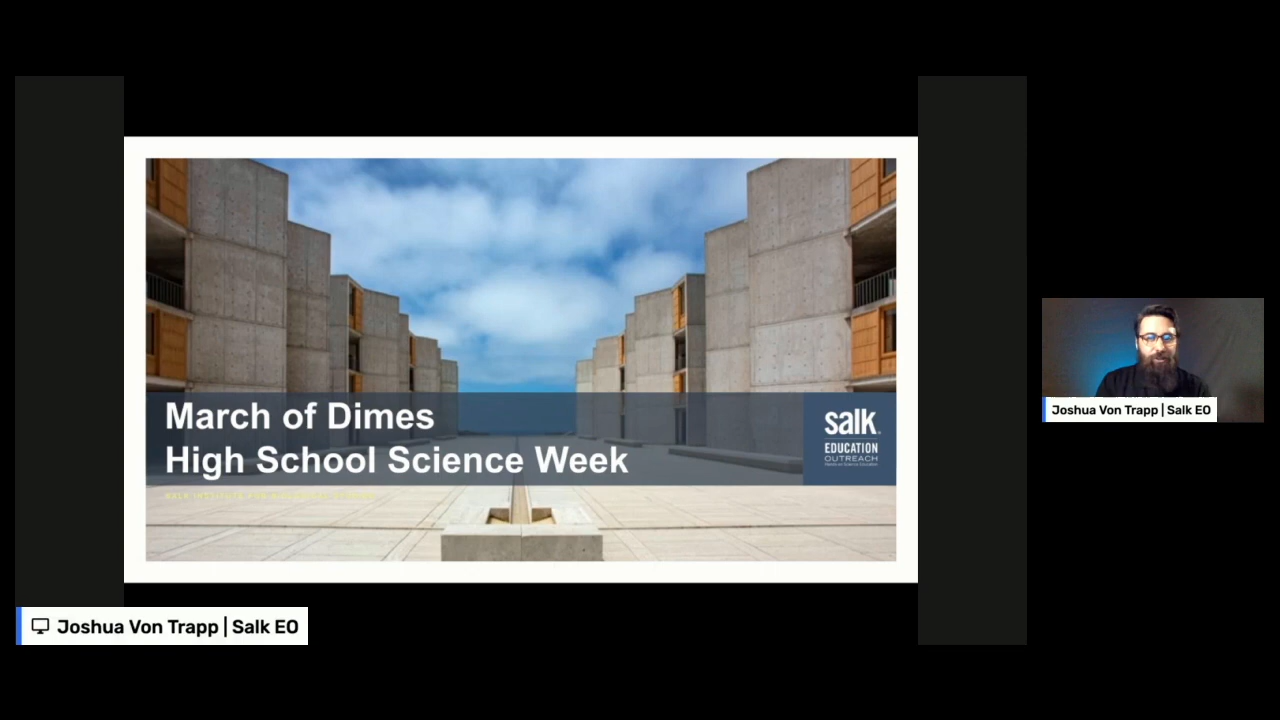 March of Dimes
High School Science Week
salk
EDUCATION
OUTREACH
Joshua Von Trapp | Salk EO
Joshua Von Trapp | Salk EO